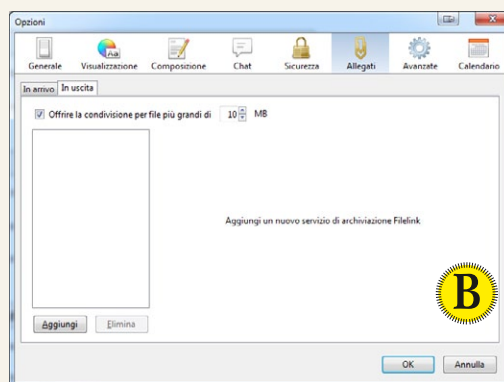 Opzioni
Generale Visualizzazione Composizione Chat Sicurezza Allegati Avanzate Calendario
In arrivo In uscita
Offrire la condivisione per file più grandi di 10 MB
Aggiungi un nuovo servizio di archiviazione Filelink
B
Aggiungi Elimina
OK Annulla